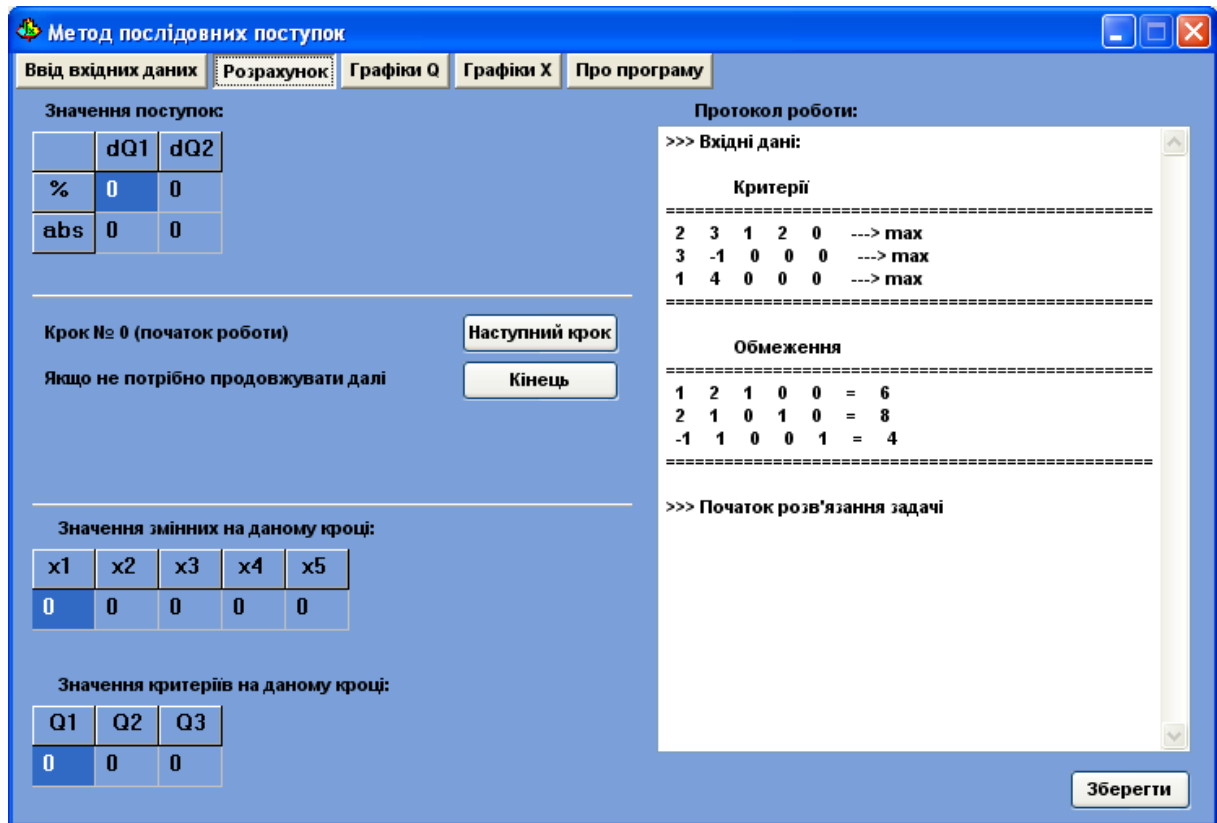 Метод послідовних поступок
Ввід вхідних даних Розрахунок Графіки Q Графіки X Про програму
Значення поступок:
dQ1 dQ2
% 0 0
abs 0 0
Крок № 0 (початок роботи) Наступний крок
Якщо не потрібно продовжувати далі Кінець
Значення змінних на даному кроці:
x1 x2 x3 x4 x5
0 0 0 0 0
Значення критеріїв на даному кроці:
Q1 Q2 Q3
0 0 0
Протокол роботи:
>>> Вхідні дані:
Критерії
==================================================
2 3 1 2 0 ---> max
3 -1 0 0 0 ---> max
1 4 0 0 0 ---> max
==================================================
Обмеження
==================================================
1 2 1 0 0 = 6
2 1 0 1 0 = 8
-1 1 0 0 1 = 4
==================================================
>>> Початок розв'язання задачі
Зберегти